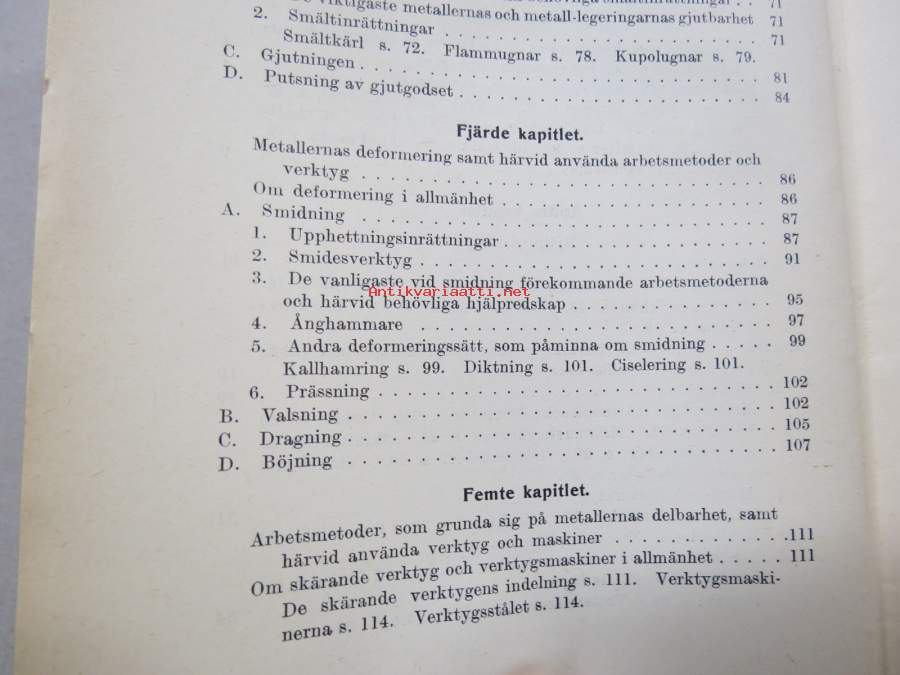 viktigaste metallernas och metall-legeringarnas gjutbarhet 71
2. Smältinrättningar . . . . . . . . . . . . . . . . . . 71
Smältkärl s. 72. Flammugnar s. 78. Kupolugnar s. 79.
C. Gjutningen . . . . . . . . . . . . . . . . . . . . . . 81
D. Putsning av gjutgodset . . . . . . . . . . . . . . . . 84
Fjärde kapitlet.
Metallernas deformering samt härvid använda arbetsmetoder och
verktyg . . . . . . . . . . . . . . . . . . . . . . 86
Om deformering i allmänhet . . . . . . . . . . . . . . 86
A. Smidning . . . . . . . . . . . . . . . . . . . . . . 87
1. Upphettningsinrättningar . . . . . . . . . . . . . . 87
2. Smidesverktyg . . . . . . . . . . . . . . . . . . . 91
3. De vanligaste vid smidning förekommande arbetsmetoderna
Antikvariaatti.net
och härvid behövliga hjälpredskap . . . . . . . . . . . 95
4. Ånghammare . . . . . . . . . . . . . . . . . . . . 97
5. Andra deformeringssätt, som påminna om smidning . . . . . 99
Kallhamring s. 99. Diktning s. 101. Ciselering s. 101.
6. Prässning . . . . . . . . . . . . . . . . . . . . . 102
B. Valsning . . . . . . . . . . . . . . . . . . . . . . 102
C. Dragning . . . . . . . . . . . . . . . . . . . . . . 105
D. Böjning . . . . . . . . . . . . . . . . . . . . . . 107
Femte kapitlet.
Arbetsmetoder, som grunda sig på metallernas delbarhet, samt
härvid använda verktyg och maskiner . . . . . . . . . . 111
Om skärande verktyg och verktygsmaskiner i allmänhet . . . . . 111
De skärande verktygens indelning s. 111. Verktygsmaski-
nerna s. 114. Verktygsstålet s. 114.